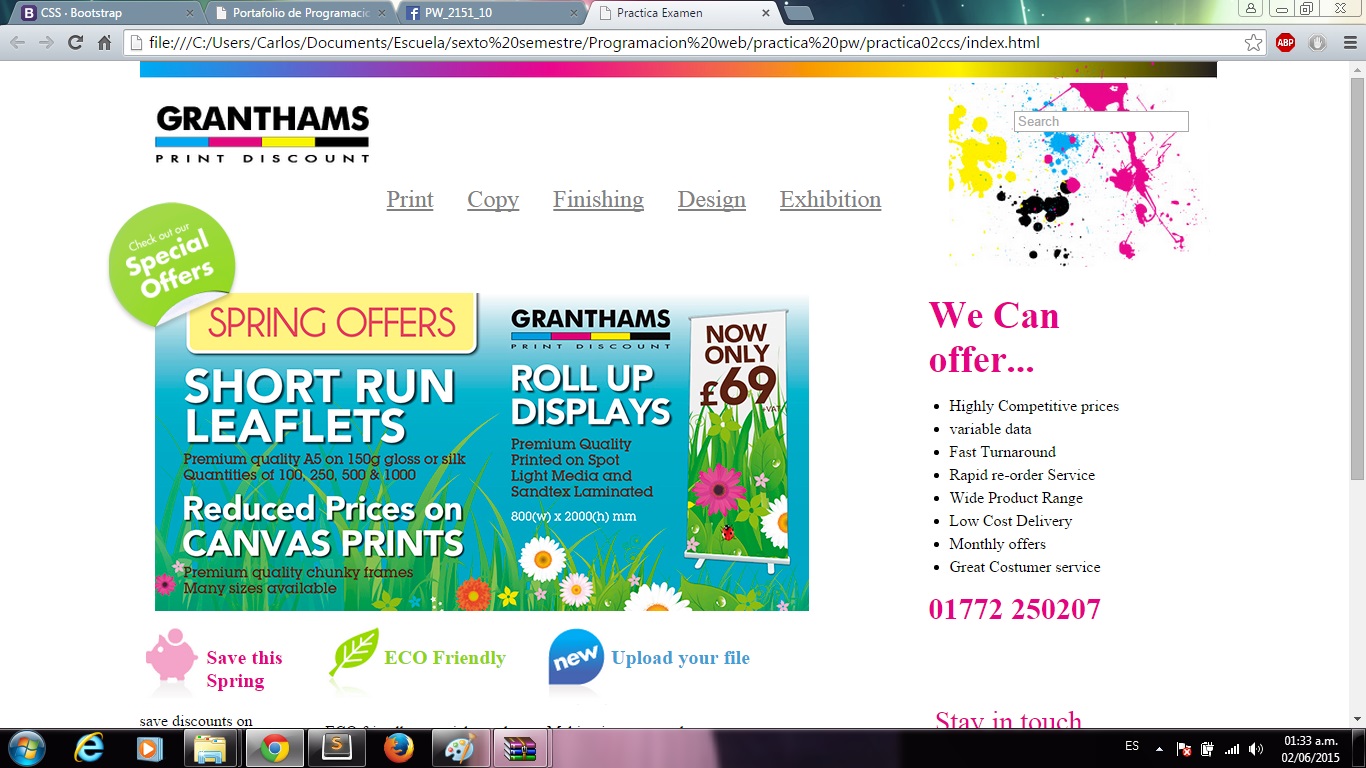 CSS · Bootstrap
Portafolio de Programacio
PW_2151_10
Practica Examen
file:///C:/Users/Carlos/Documents/Escuela/sexto%20semestre/Programacion%20web/practica%20pw/practica02ccs/index.html
ABP
GRANTHAMS
PRINT DISCOUNT
Search
Print Copy Finishing Design Exhibition
Check out our
Special
Offers
SPRING OFFERS
SHORT RUN
LEAFLETS
Premium quality A5 on 150g gloss or silk
Quantities of 100, 250, 500 & 1000
Reduced Prices on
CANVAS PRINTS
Premium quality chunky frames
Many sizes available
GRANTHAMS
PRINT DISCOUNT
ROLL UP
DISPLAYS
Premium Quality
Printed on Spot
Light Media and
Sandtex Laminated
800(w) x 2000(h) mm
NOW
ONLY
£69
+VAT
We Can
offer...
Highly Competitive prices
variable data
Fast Turnaround
Rapid re-order Service
Wide Product Range
Low Cost Delivery
Monthly offers
Great Costumer service
01772 250207
Save this
Spring
ECO Friendly
new
Upload your file
save discounts on
Stay in touch
ES
01:33 a.m.
02/06/2015